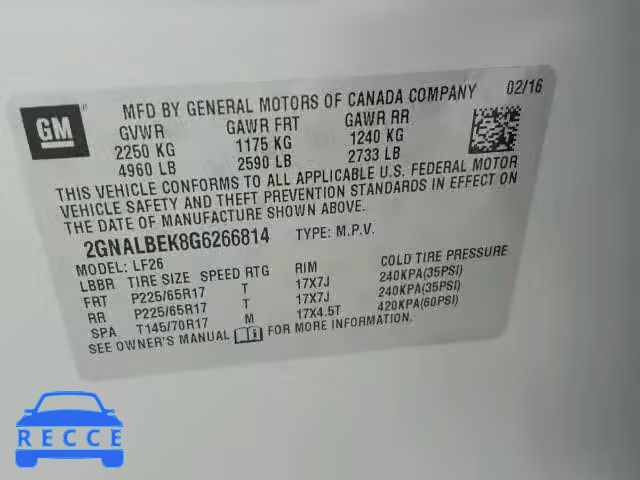 GM
MFD BY GENERAL MOTORS OF CANADA COMPANY 02/16
GVWR GAWR FRT GAWR RR
2250 KG 1175 KG 1240 KG
4960 LB 2590 LB 2733 LB
THIS VEHICLE CONFORMS TO ALL APPLICABLE U.S. FEDERAL MOTOR
VEHICLE SAFETY AND THEFT PREVENTION STANDARDS IN EFFECT ON
THE DATE OF MANUFACTURE SHOWN ABOVE.
2GNALBEK8G6266814 TYPE: M.P.V.
MODEL: LF26
LBBR TIRE SIZE SPEED RTG RIM COLD TIRE PRESSURE
FRT P225/65R17 T 17X7J 240KPA(35PSI)
RR P225/65R17 T 17X7J 240KPA(35PSI)
SPA T145/70R17 M 17X4.5T 420KPA(60PSI)
SEE OWNER'S MANUAL FOR MORE INFORMATION.
RECCE